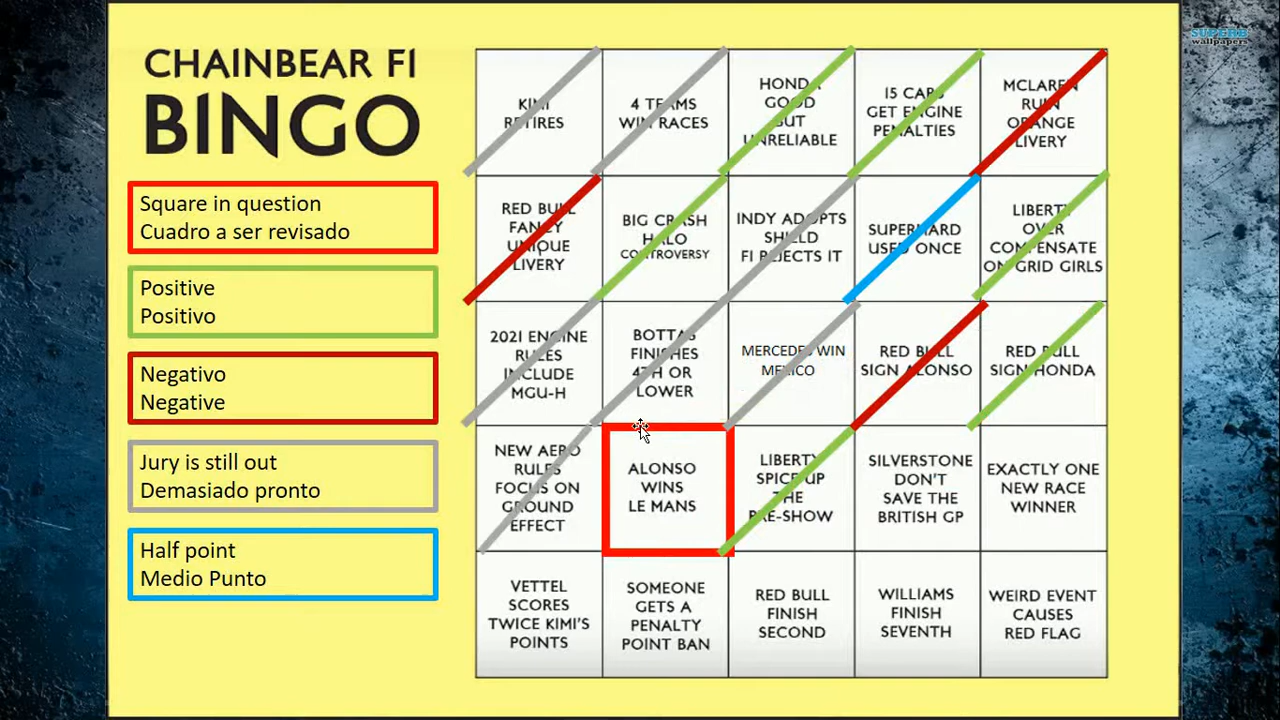 SUPERB
wallpapers
CHAINBEAR F1
BINGO
Square in question
Cuadro a ser revisado
Positive
Positivo
Negativo
Negative
Jury is still out
Demasiado pronto
Half point
Medio Punto
KIMI
RETIRES
4 TEAMS
WIN RACES
HONDA
GOOD
BUT
UNRELIABLE
15 CARS
GET ENGINE
PENALTIES
MCLAREN
RUIN
ORANGE
LIVERY
RED BULL
FANCY
UNIQUE
LIVERY
BIG CRASH
HALO
CONTROVERSY
INDY ADOPTS
SHIELD
F1 REJECTS IT
SUPERHARD
USED ONCE
LIBERTY
OVER
COMPENSATE
ON GRID GIRLS
2021 ENGINE
RULES
INCLUDE
MGU-H
BOTTAS
FINISHES
4TH OR
LOWER
MERCEDES WIN
MEXICO
RED BULL
SIGN ALONSO
RED BULL
SIGN HONDA
NEW AERO
RULES
FOCUS ON
GROUND
EFFECT
ALONSO
WINS
LE MANS
LIBERTY
SPICE UP
THE
PRE-SHOW
SILVERSTONE
DON'T
SAVE THE
BRITISH GP
EXACTLY ONE
NEW RACE
WINNER
VETTEL
SCORES
TWICE KIMI'S
POINTS
SOMEONE
GETS A
PENALTY
POINT BAN
RED BULL
FINISH
SECOND
WILLIAMS
FINISH
SEVENTH
WEIRD EVENT
CAUSES
RED FLAG